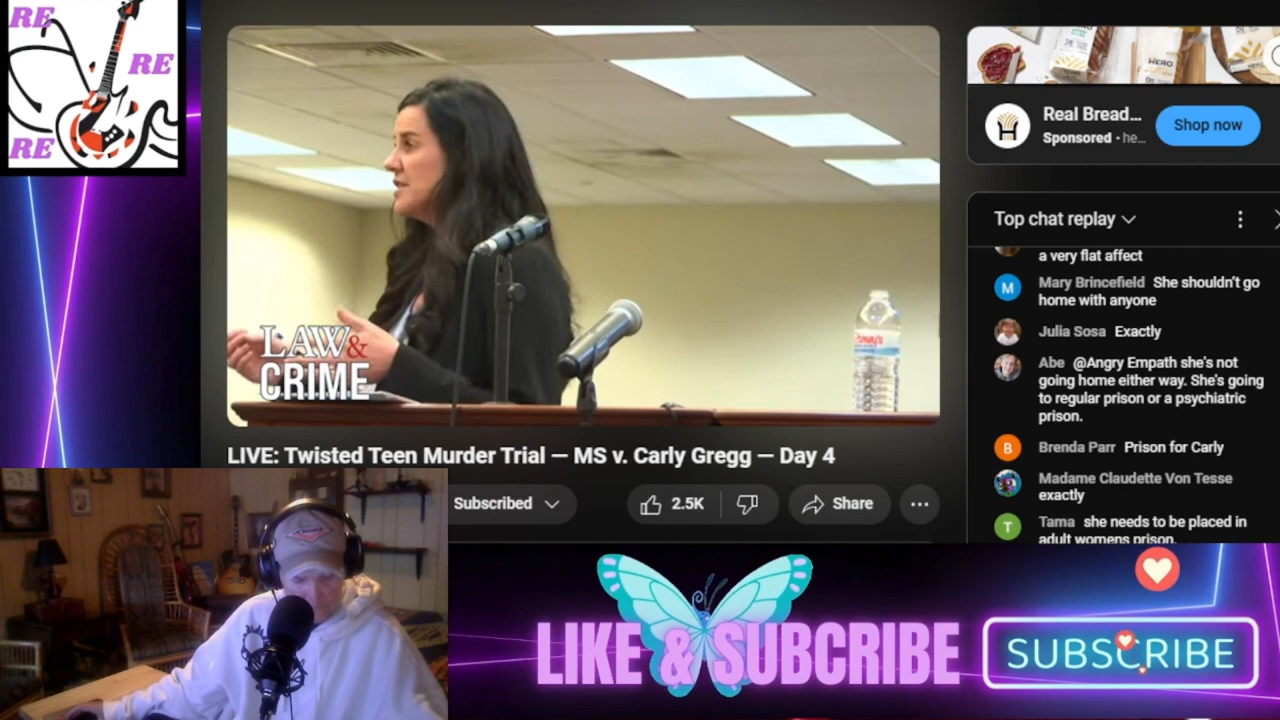 RE
RE
RE
LAW&
CRIME
LIVE: Twisted Teen Murder Trial — MS v. Carly Gregg — Day 4
Subscribed
2.5K
Share
HERO
Real Bread...
Sponsored • he...
Shop now
Top chat replay
a very flat affect
M
Mary Brincefield She shouldn't go
home with anyone
Julia Sosa Exactly
Abe @Angry Empath she's not
going home either way. She's going
to regular prison or a psychiatric
prison.
B
Brenda Parr Prison for Carly
Madame Claudette Von Tesse
exactly
T
Tama she needs to be placed in
adult womens prison.
LIKE & SUBCRIBE
SUBSCRIBE